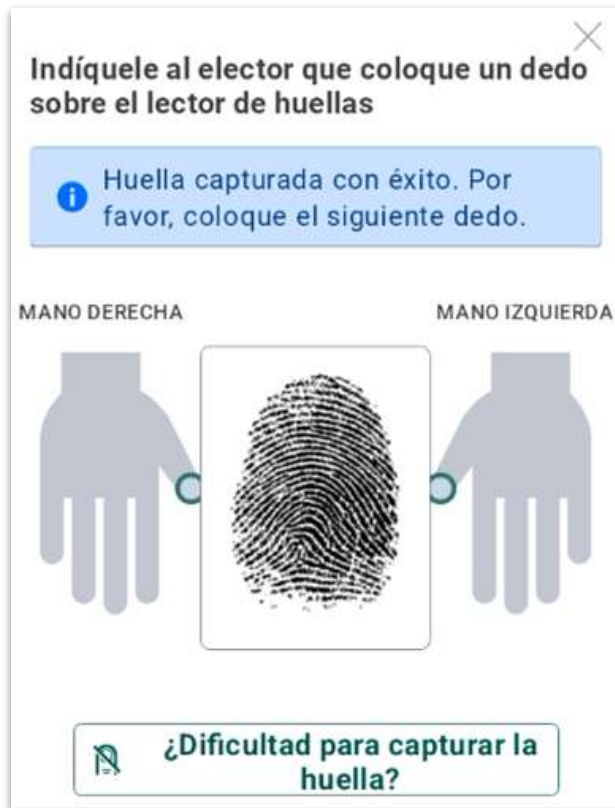 Indíquele al elector que coloque un dedo
sobre el lector de huellas
Huella capturada con éxito. Por
favor, coloque el siguiente dedo.
MANO DERECHA
MANO IZQUIERDA
¿Dificultad para capturar la
huella?